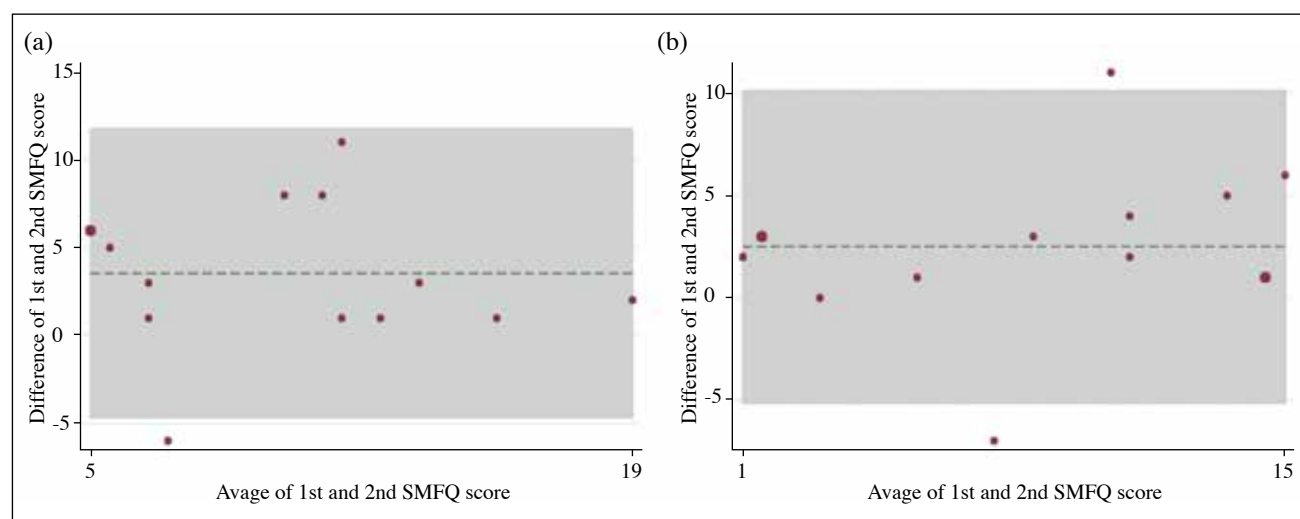 (a)
15
10
5
0
-5
Difference of 1st and 2nd SMFQ score
5
19
Avage of 1st and 2nd SMFQ score
(b)
10
5
0
-5
Difference of 1st and 2nd SMFQ score
1
15
Avage of 1st and 2nd SMFQ score